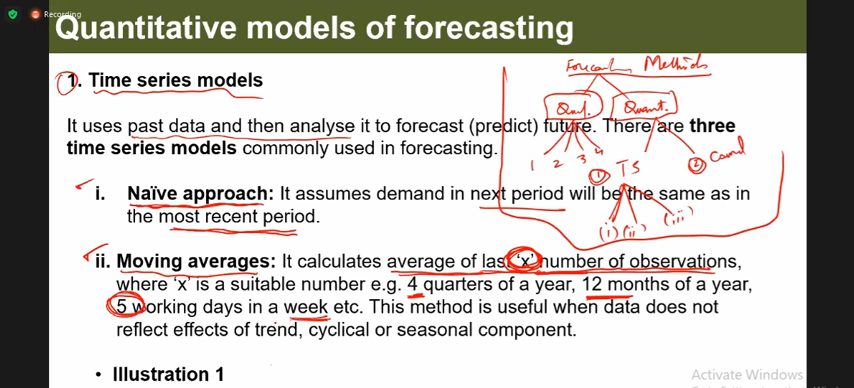 Recording
Quantitative models of forecasting
1. Time series models
Forecast Methods
Qual. Quant.
It uses past data and then analyse it to forecast (predict) future. There are three
time series models commonly used in forecasting.
1 2 3 4
① TS ② Causal
i. Naïve approach: It assumes demand in next period will be the same as in
the most recent period.
(i) (ii) (iii)
ii. Moving averages: It calculates average of last 'x' number of observations,
where 'x' is a suitable number e.g. 4 quarters of a year, 12 months of a year,
5 working days in a week etc. This method is useful when data does not
reflect effects of trend, cyclical or seasonal component.
• Illustration 1
Activate Windows